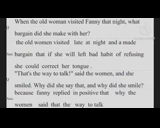 When the old woman visited Fanny that night, what
bargain did she make with her?
the old women visited late at night and a made
bargain that if she will left bad habit of refusing
she could correct her tongue .
"That's the way to talk!" said the women, and she
smiled. Why did she say that, and why did she smile?
because fenny replied in positive that why the
women said that the way to talk